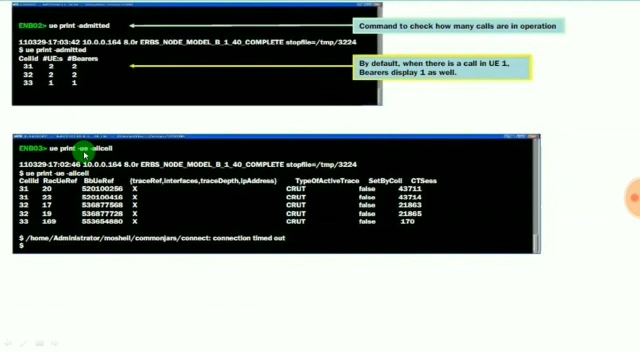 ENB02> ue print -admitted
Command to check how many calls are in operation
110329-17:03:42 10.0.0.164 8.0r ERBS_NODE_MODEL_B_1_40_COMPLETE stopfile=/tmp/3224
$ ue print -admitted
CellId #UE:s #Bearers
31 2 2
32 2 2
33 1 1
By default, when there is a call in UE 1,
Bearers display 1 as well.
ENB03> ue print -ue -allcell
110329-17:02:46 10.0.0.164 8.0r ERBS_NODE_MODEL_B_1_40_COMPLETE stopfile=/tmp/3224
$ ue print -ue -allcell
CellId RacUeRef BbUeRef (traceRef,interfaces,traceDepth,ipAddress) TypeOfActiveTrace SetByColl CTSess
31 20 520100256 X CRUT false 43711
31 23 520100416 X CRUT false 43714
32 17 536877568 X CRUT false 21863
32 19 536877728 X CRUT false 21865
33 169 553654880 X CRUT false 170
$ /home/Administrator/moshell/commonjars/connect: connection timed out
$